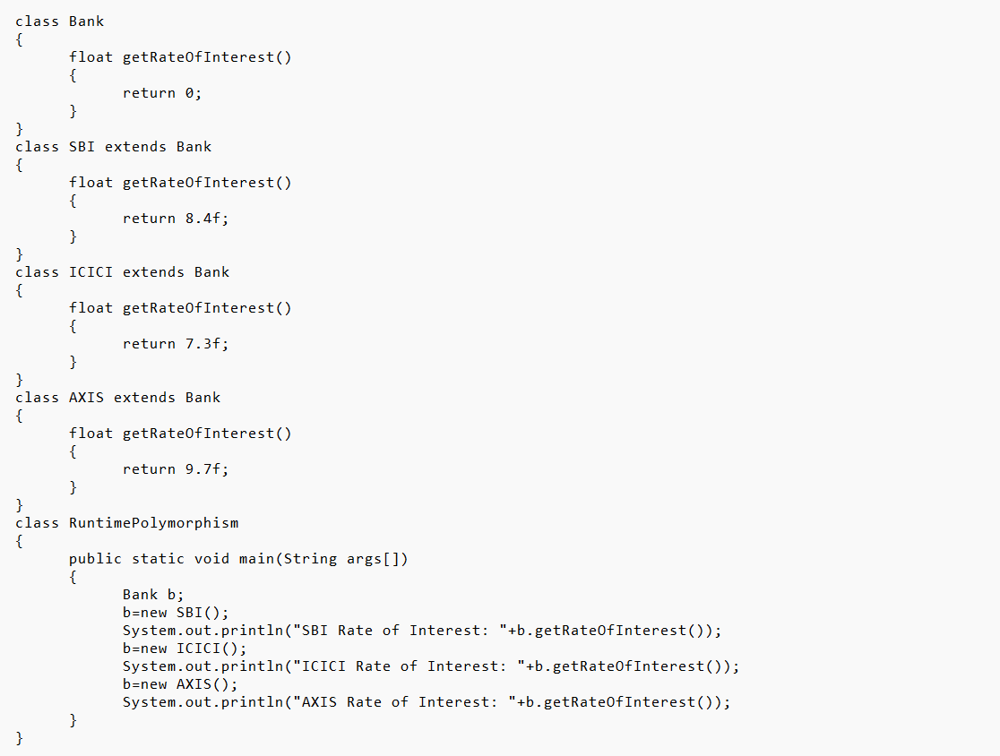 class Bank
{
      float getRateOfInterest()
      {
            return 0;
      }
}
class SBI extends Bank
{
      float getRateOfInterest()
      {
            return 8.4f;
      }
}
class ICICI extends Bank
{
      float getRateOfInterest()
      {
            return 7.3f;
      }
}
class AXIS extends Bank
{
      float getRateOfInterest()
      {
            return 9.7f;
      }
}
class RuntimePolymorphism
{
      public static void main(String args[])
      {
            Bank b;
            b=new SBI();
            System.out.println("SBI Rate of Interest: "+b.getRateOfInterest());
            b=new ICICI();
            System.out.println("ICICI Rate of Interest: "+b.getRateOfInterest());
            b=new AXIS();
            System.out.println("AXIS Rate of Interest: "+b.getRateOfInterest());
      }
}